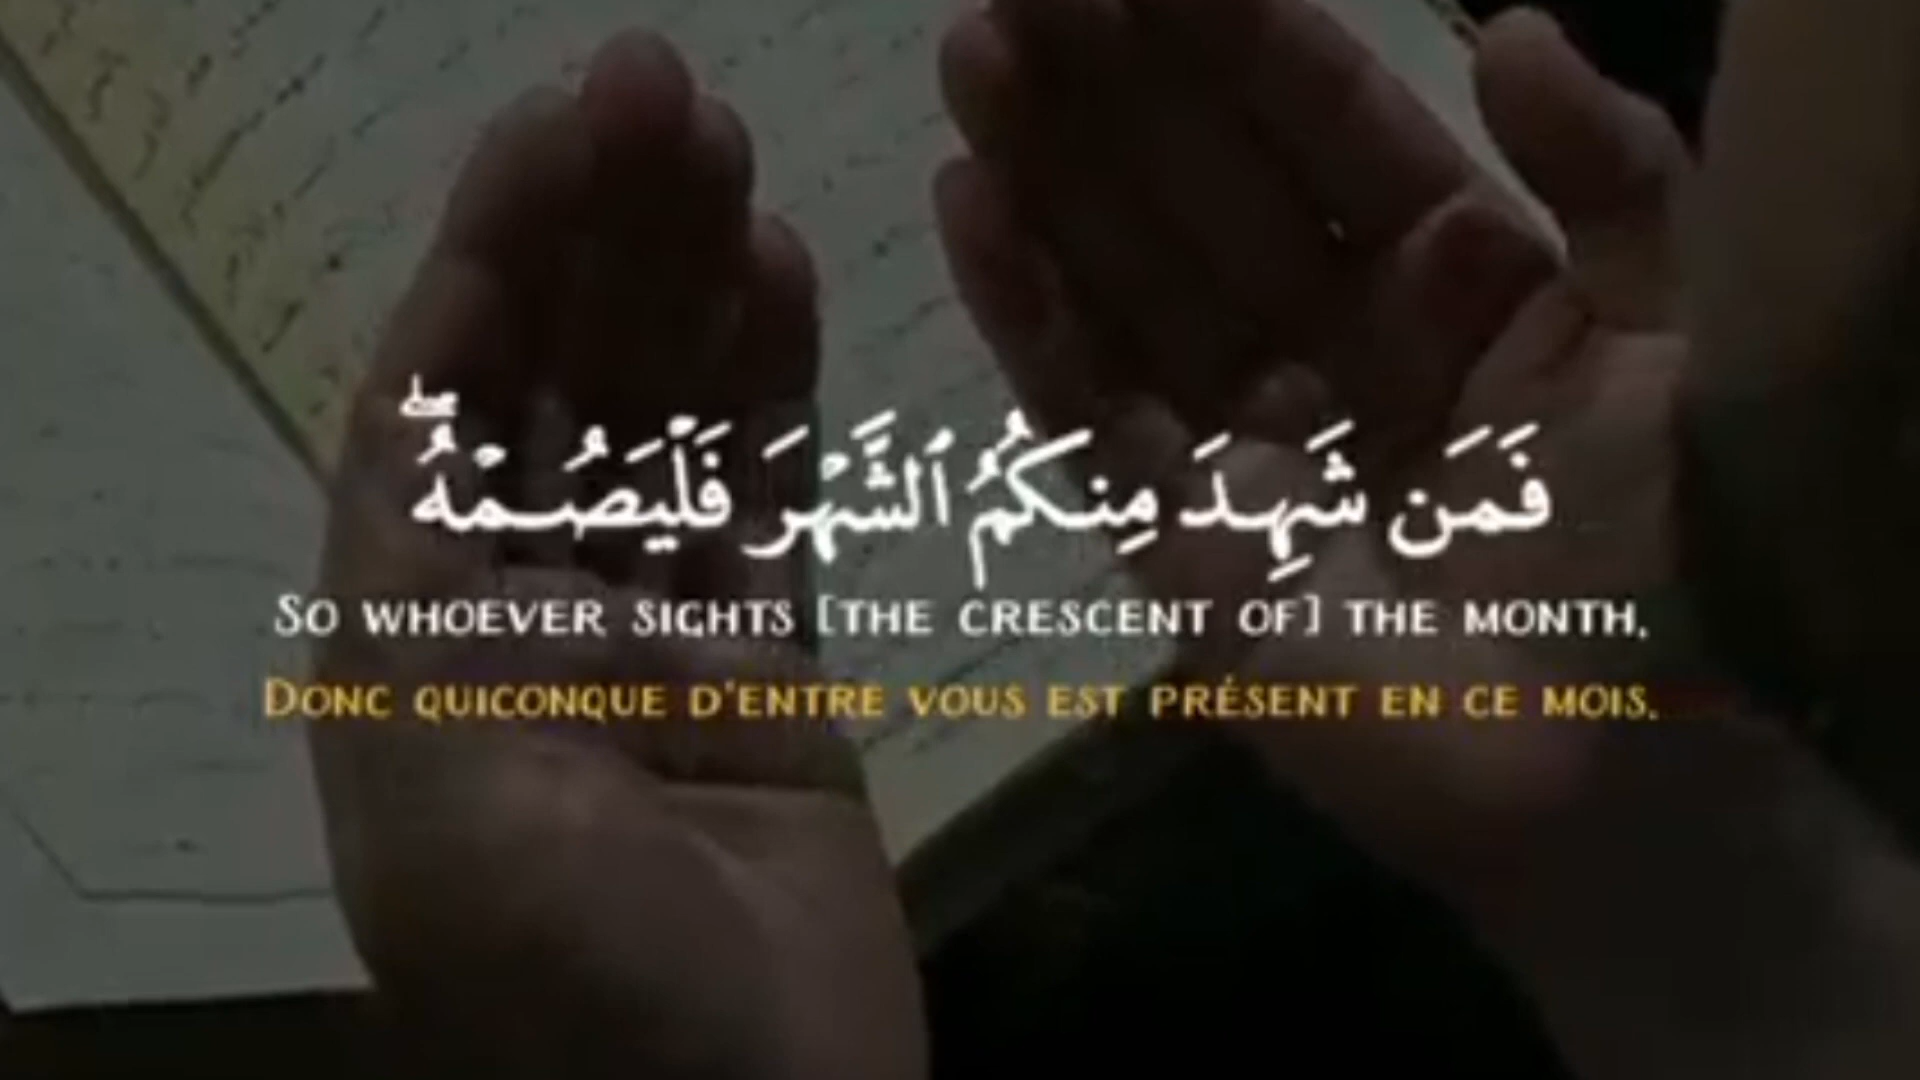 فَمَن شَهِدَ مِنكُمُ ٱلشَّهْرَ فَلْيَصُمْهُ ۖ
So whoever sights [the crescent of] the month.
Donc quiconque d'entre vous est présent en ce mois.